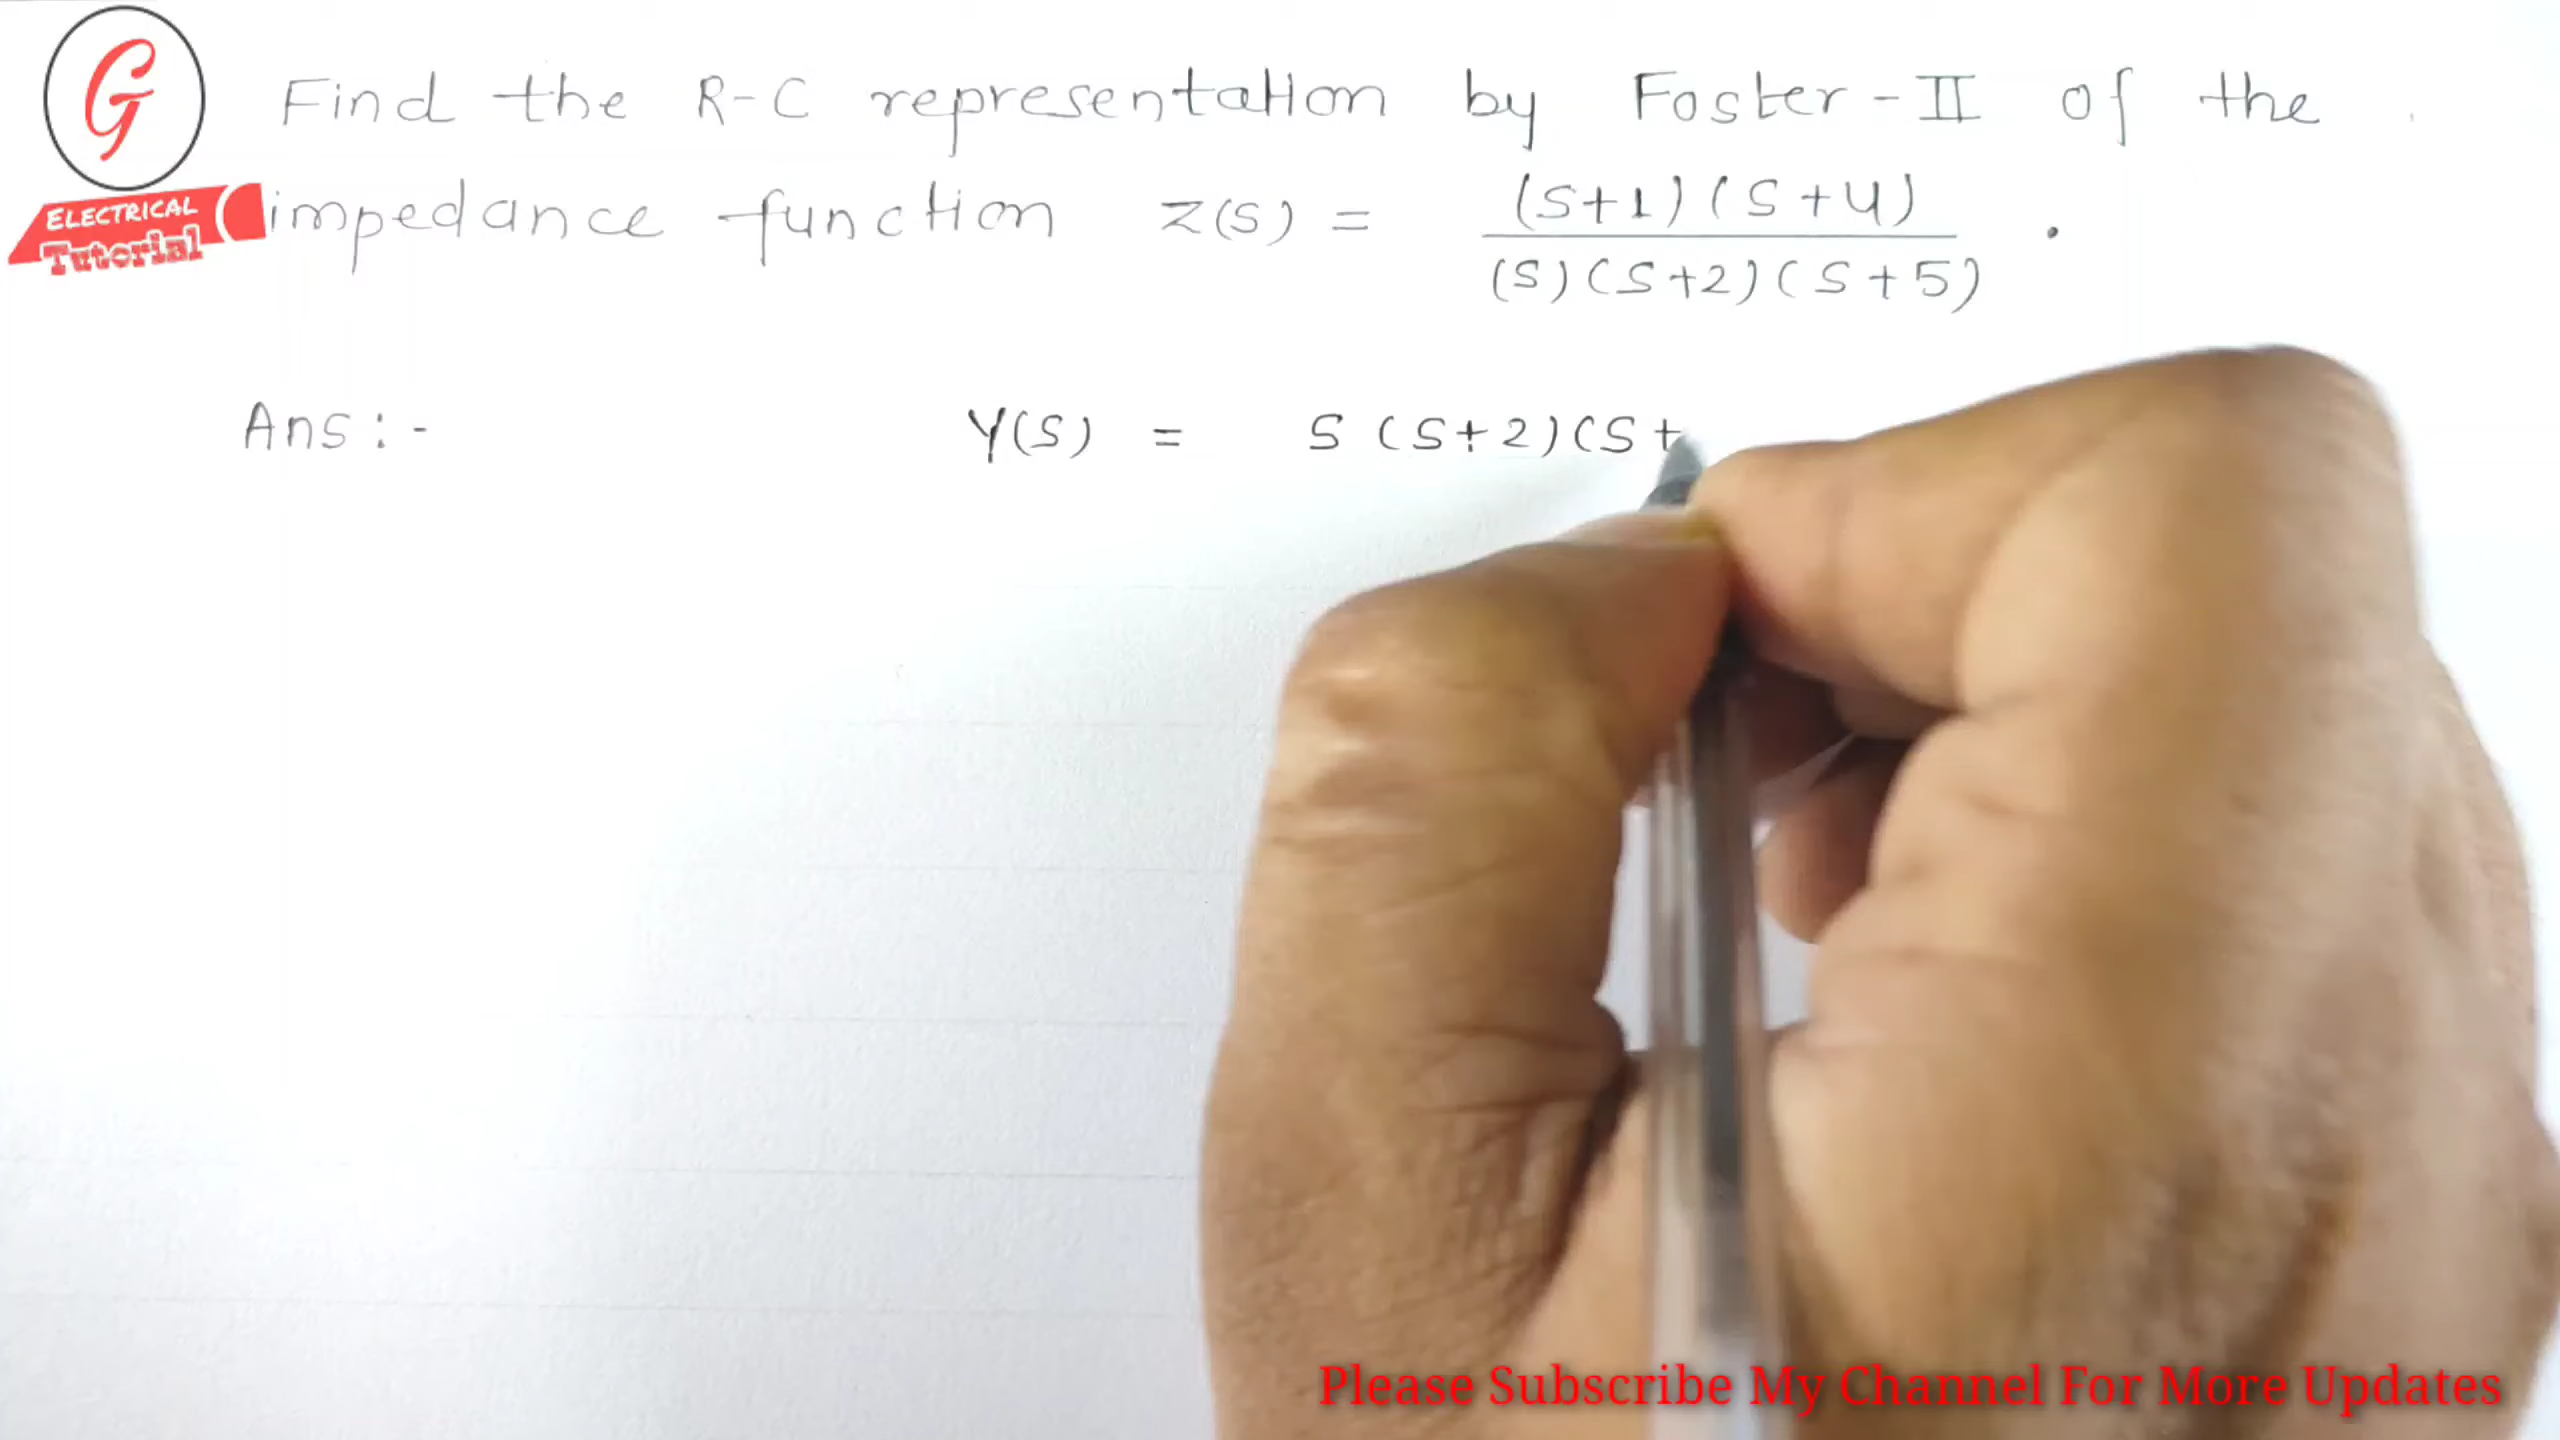 G
Find the R-C representation by Foster-II of the
ELECTRICAL
Tutorial
impedance function Z(S) = (S+1)(S+4)
(S)(S+2)(S+5) .
Ans:- Y(S) = S(S+2)(S+
Please Subscribe My Channel For More Updates